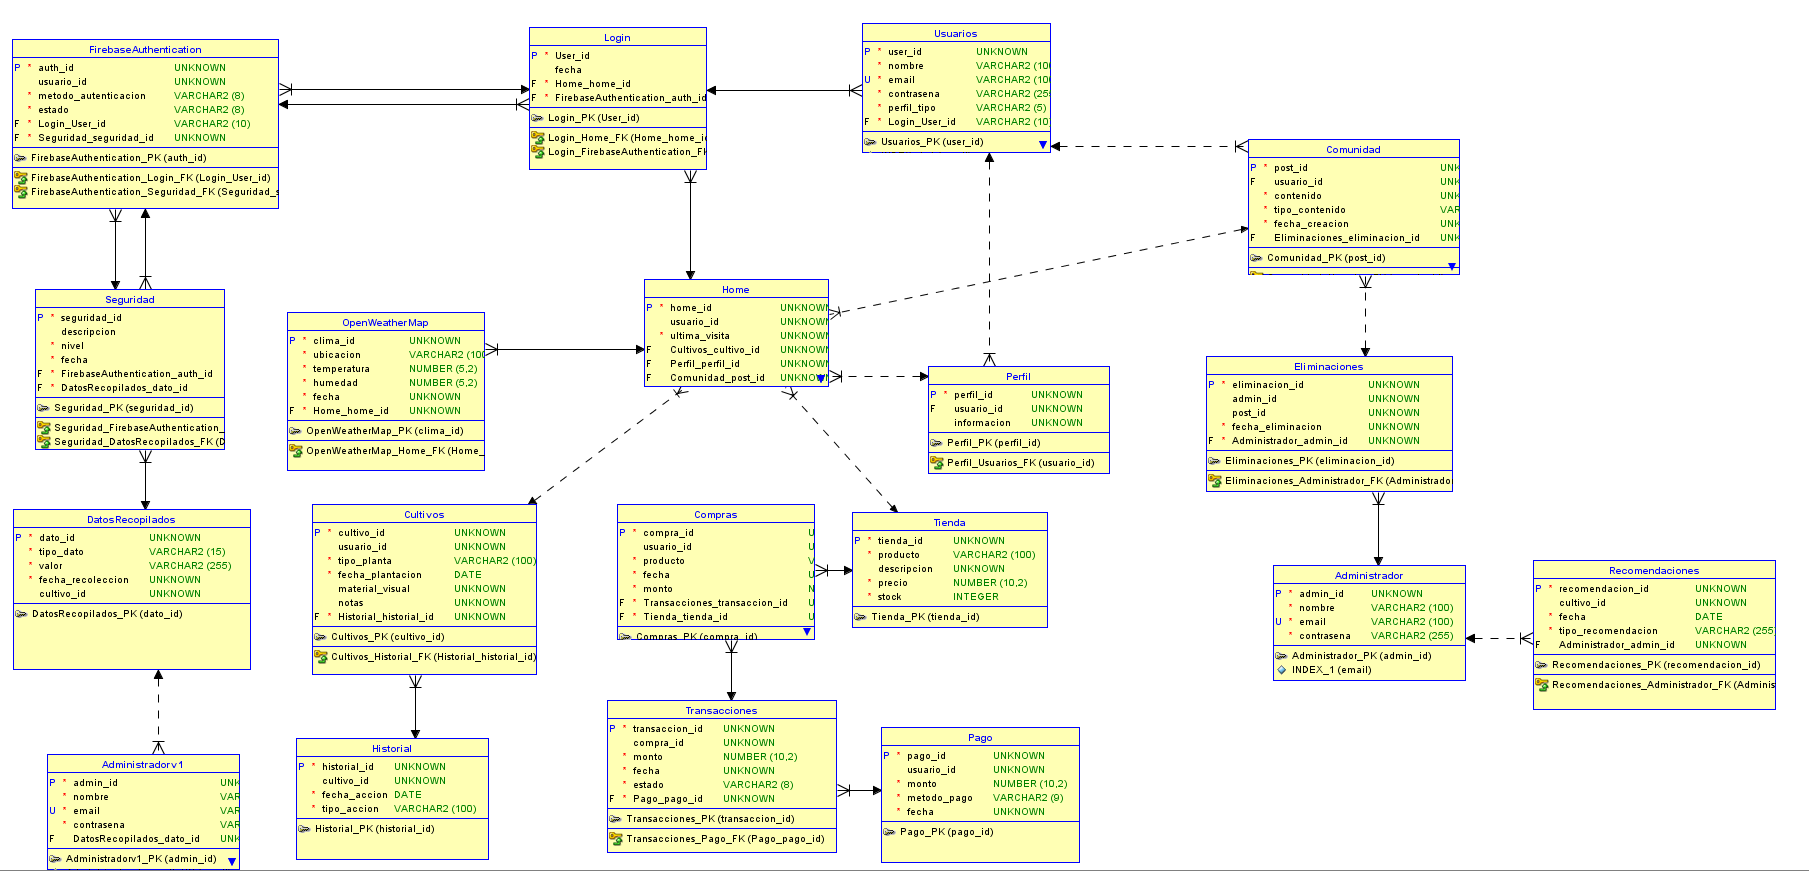 FirebaseAuthentication
P * auth_id UNKNOWN
usuario_id UNKNOWN
* metodo_autenticacion VARCHAR2 (8)
* estado VARCHAR2 (8)
F * Login_User_id VARCHAR2 (10)
F * Seguridad_seguridad_id UNKNOWN
FirebaseAuthentication_PK (auth_id)
FirebaseAuthentication_Login_FK (Login_User_id)
FirebaseAuthentication_Seguridad_FK (Seguridad_s
Login
P * User_id
fecha
F * Home_home_id
F * FirebaseAuthentication_auth_id
Login_PK (User_id)
Login_Home_FK (Home_home_i
Login_FirebaseAuthentication_F
Usuarios
P * user_id UNKNOWN
* nombre VARCHAR2 (10
U * email VARCHAR2 (10
* contrasena VARCHAR2 (25
* perfil_tipo VARCHAR2 (5)
F * Login_User_id VARCHAR2 (10
Usuarios_PK (user_id)
Comunidad
P * post_id UNK
F usuario_id UNK
* contenido UNK
* tipo_contenido VAR
* fecha_creacion UNK
F Eliminaciones_eliminacion_id UNK
Comunidad_PK (post_id)
Seguridad
P * seguridad_id
descripcion
* nivel
* fecha
F * FirebaseAuthentication_auth_id
F * DatosRecopilados_dato_id
Seguridad_PK (seguridad_id)
Seguridad_FirebaseAuthentication_
Seguridad_DatosRecopilados_FK (D
OpenWeatherMap
P * clima_id UNKNOWN
* ubicacion VARCHAR2 (100
* temperatura NUMBER (5,2)
* humedad NUMBER (5,2)
* fecha UNKNOWN
F * Home_home_id UNKNOWN
OpenWeatherMap_PK (clima_id)
OpenWeatherMap_Home_FK (Home_
Home
P * home_id UNKNOWN
usuario_id UNKNOWN
* ultima_visita UNKNOWN
F Cultivos_cultivo_id UNKNOWN
F Perfil_perfil_id UNKNOWN
F Comunidad_post_id UNKNOWN
Perfil
P * perfil_id UNKNOWN
F usuario_id UNKNOWN
informacion UNKNOWN
Perfil_PK (perfil_id)
Perfil_Usuarios_FK (usuario_id)
Eliminaciones
P * eliminacion_id UNKNOWN
admin_id UNKNOWN
post_id UNKNOWN
* fecha_eliminacion UNKNOWN
F * Administrador_admin_id UNKNOWN
Eliminaciones_PK (eliminacion_id)
Eliminaciones_Administrador_FK (Administrado
DatosRecopilados
P * dato_id UNKNOWN
* tipo_dato VARCHAR2 (15)
* valor VARCHAR2 (255)
* fecha_recoleccion UNKNOWN
cultivo_id UNKNOWN
DatosRecopilados_PK (dato_id)
Cultivos
P * cultivo_id UNKNOWN
usuario_id UNKNOWN
* tipo_planta VARCHAR2 (100)
* fecha_plantacion DATE
material_visual UNKNOWN
notas UNKNOWN
F * Historial_historial_id UNKNOWN
Cultivos_PK (cultivo_id)
Cultivos_Historial_FK (Historial_historial_id)
Compras
P * compra_id U
usuario_id U
* producto V
* fecha U
* monto N
F * Transacciones_transaccion_id U
F * Tienda_tienda_id U
Compras_PK (compra_id)
Tienda
P * tienda_id UNKNOWN
* producto VARCHAR2 (100)
descripcion UNKNOWN
* precio NUMBER (10,2)
* stock INTEGER
Tienda_PK (tienda_id)
Administrador
P * admin_id UNKNOWN
* nombre VARCHAR2 (100)
U * email VARCHAR2 (100)
* contrasena VARCHAR2 (255)
Administrador_PK (admin_id)
INDEX_1 (email)
Recomendaciones
P * recomendacion_id UNKNOWN
cultivo_id UNKNOWN
* fecha DATE
* tipo_recomendacion VARCHAR2 (255
F Administrador_admin_id UNKNOWN
Recomendaciones_PK (recomendacion_id)
Recomendaciones_Administrador_FK (Adminis
Administradorv1
P * admin_id UNK
* nombre VAR
U * email VAR
* contrasena VAR
F DatosRecopilados_dato_id UNK
Administradorv1_PK (admin_id)
Historial
P * historial_id UNKNOWN
cultivo_id UNKNOWN
* fecha_accion DATE
* tipo_accion VARCHAR2 (100)
Historial_PK (historial_id)
Transacciones
P * transaccion_id UNKNOWN
compra_id UNKNOWN
* monto NUMBER (10,2)
* fecha UNKNOWN
* estado VARCHAR2 (8)
F * Pago_pago_id UNKNOWN
Transacciones_PK (transaccion_id)
Transacciones_Pago_FK (Pago_pago_id)
Pago
P * pago_id UNKNOWN
usuario_id UNKNOWN
* monto NUMBER (10,2)
* metodo_pago VARCHAR2 (9)
* fecha UNKNOWN
Pago_PK (pago_id)